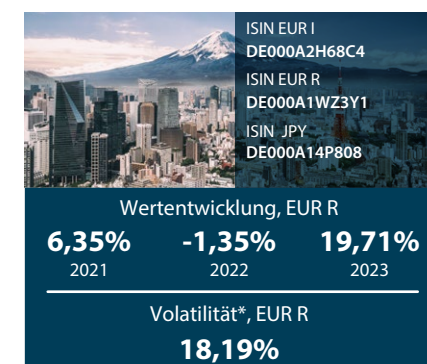 ISIN EUR I
DE000A2H68C4
ISIN EUR R
DE000A1WZ3Y1
ISIN JPY
DE000A14P808
Wertentwicklung, EUR R
6,35% -1,35% 19,71%
2021 2022 2023
Volatilität*, EUR R
18,19%